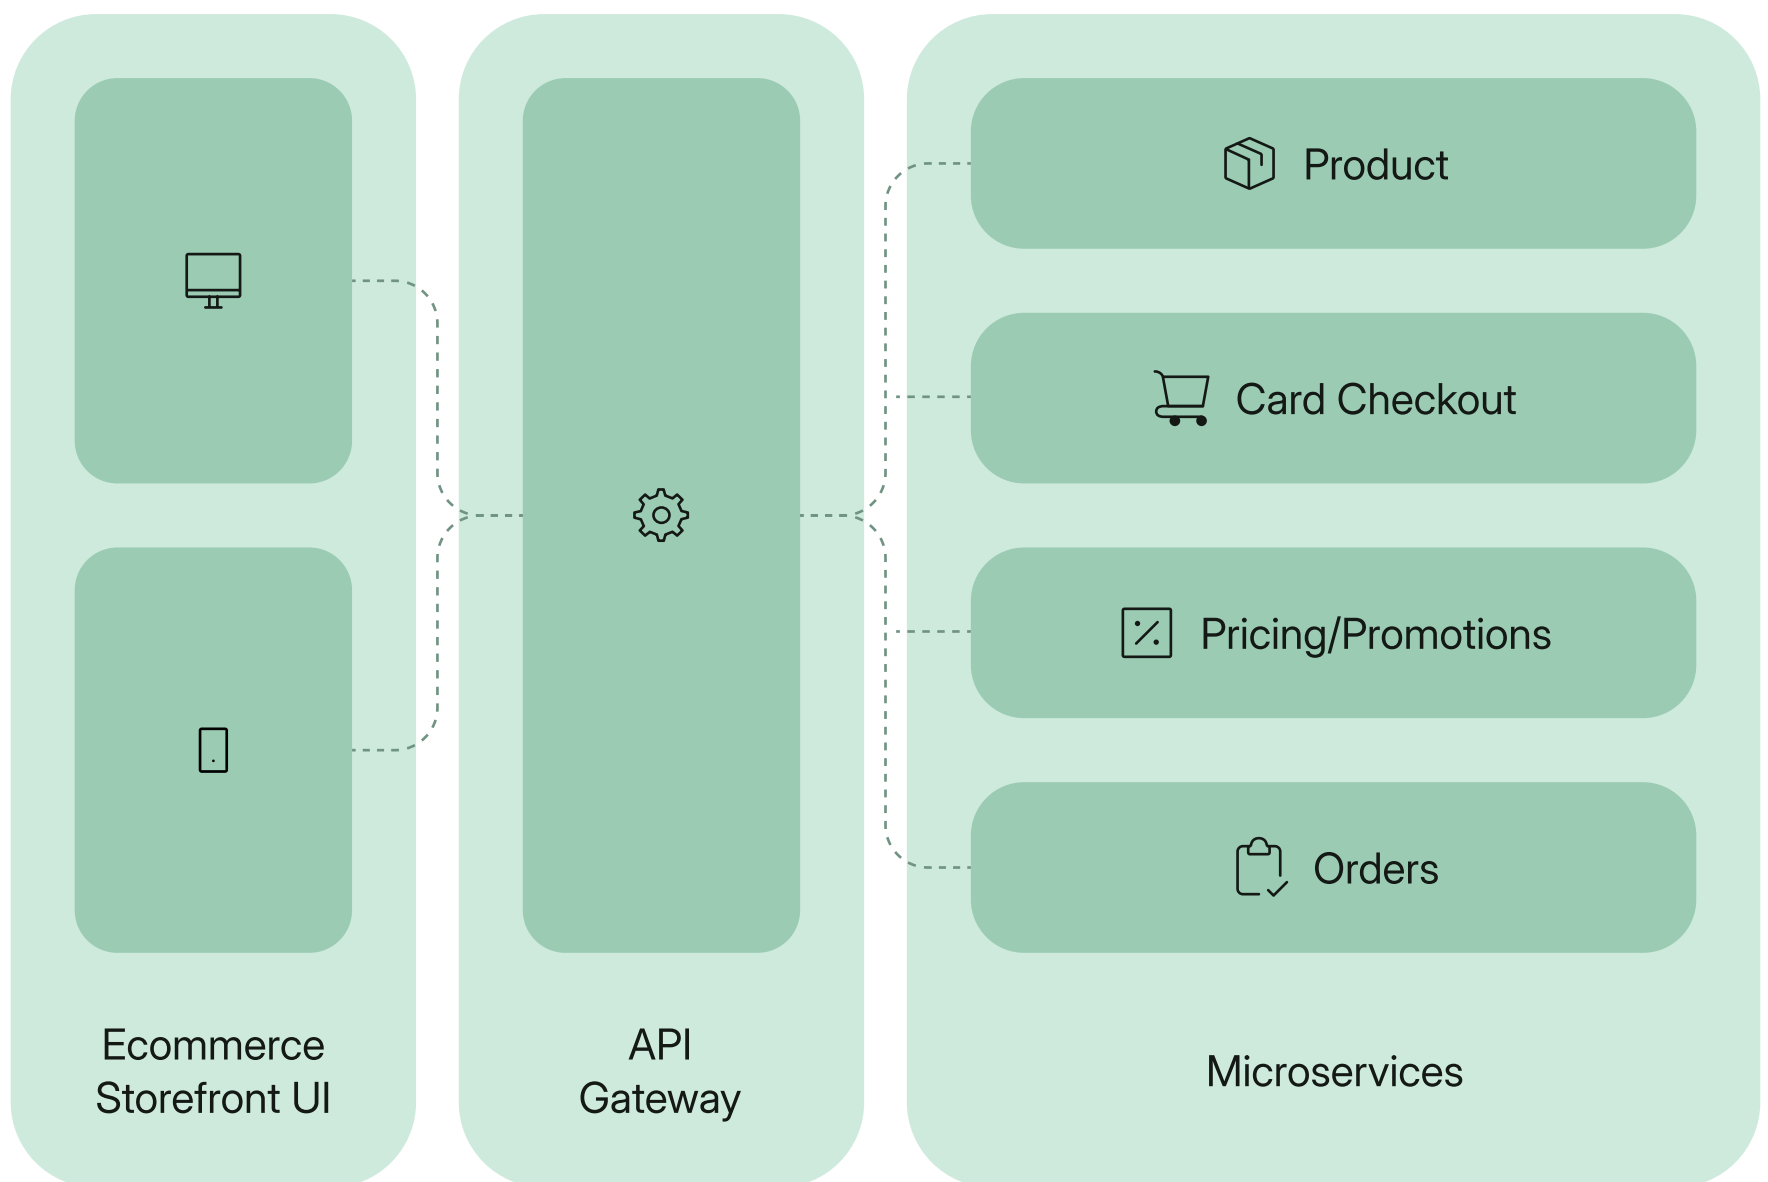 Product
Card Checkout
Pricing/Promotions
Orders
Ecommerce
Storefront UI
API
Gateway
Microservices